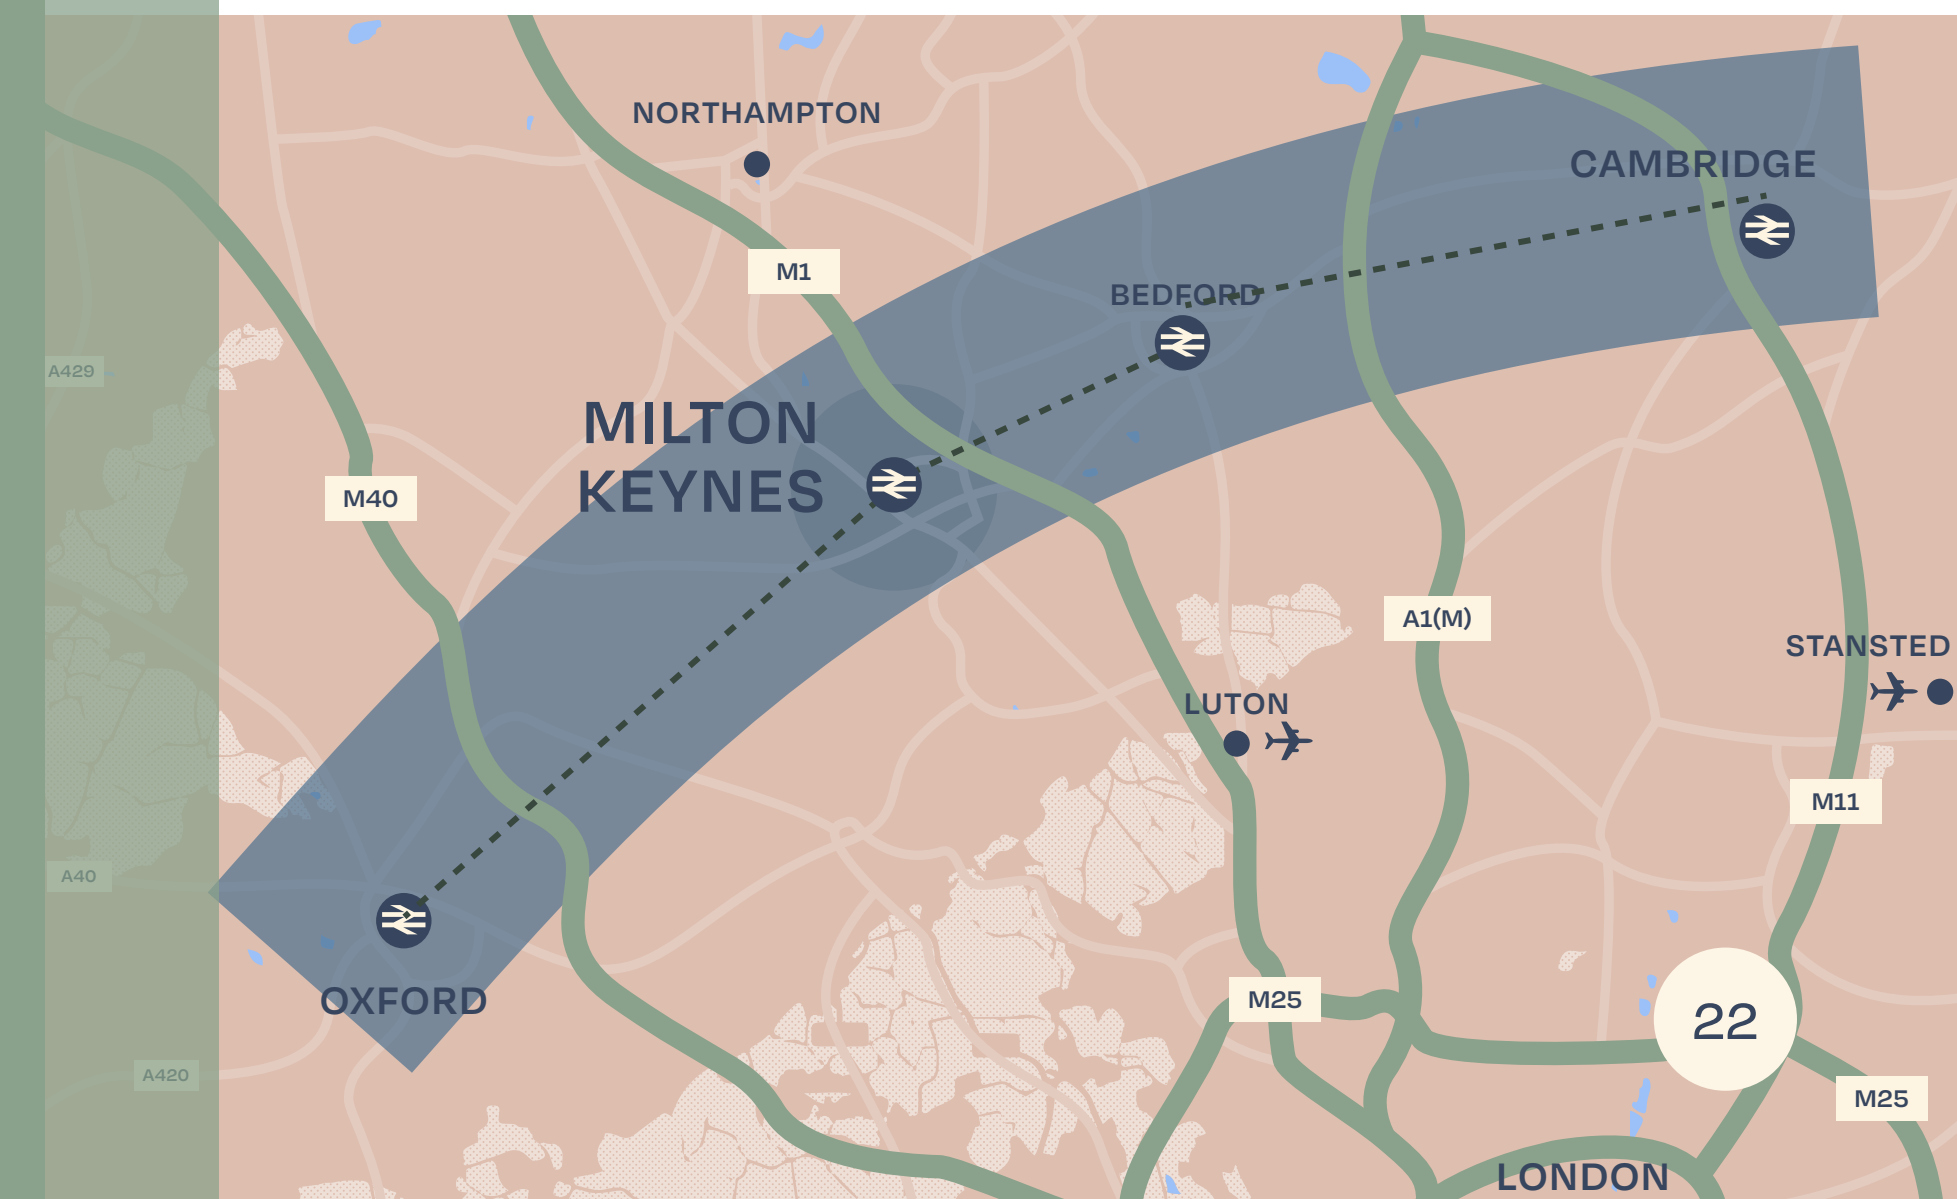 NORTHAMPTON
CAMBRIDGE
M1
BEDFORD
A429
MILTON
KEYNES
M40
A1(M)
STANSTED
LUTON
M11
A40
OXFORD
M25
22
A420
M25
LONDON